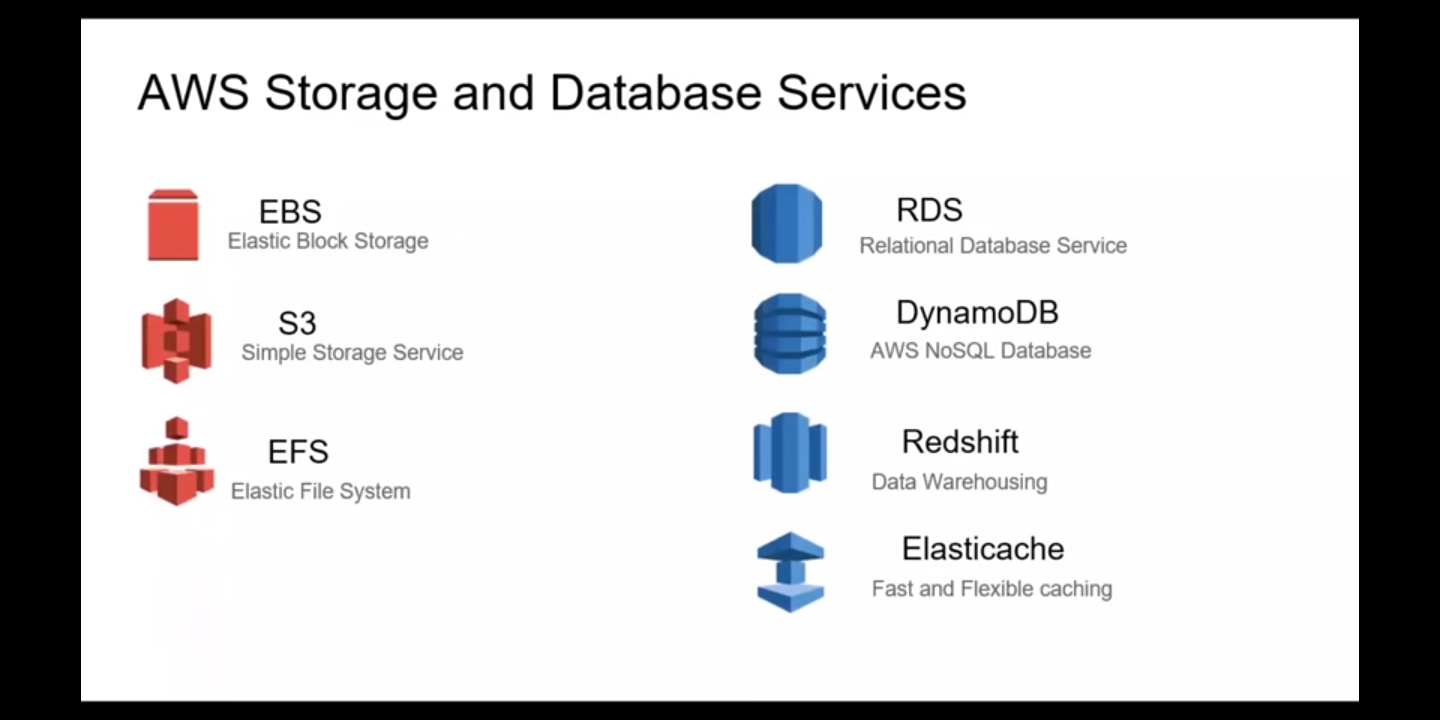 AWS Storage and Database Services
EBS
Elastic Block Storage
S3
Simple Storage Service
EFS
Elastic File System
RDS
Relational Database Service
DynamoDB
AWS NoSQL Database
Redshift
Data Warehousing
Elasticache
Fast and Flexible caching